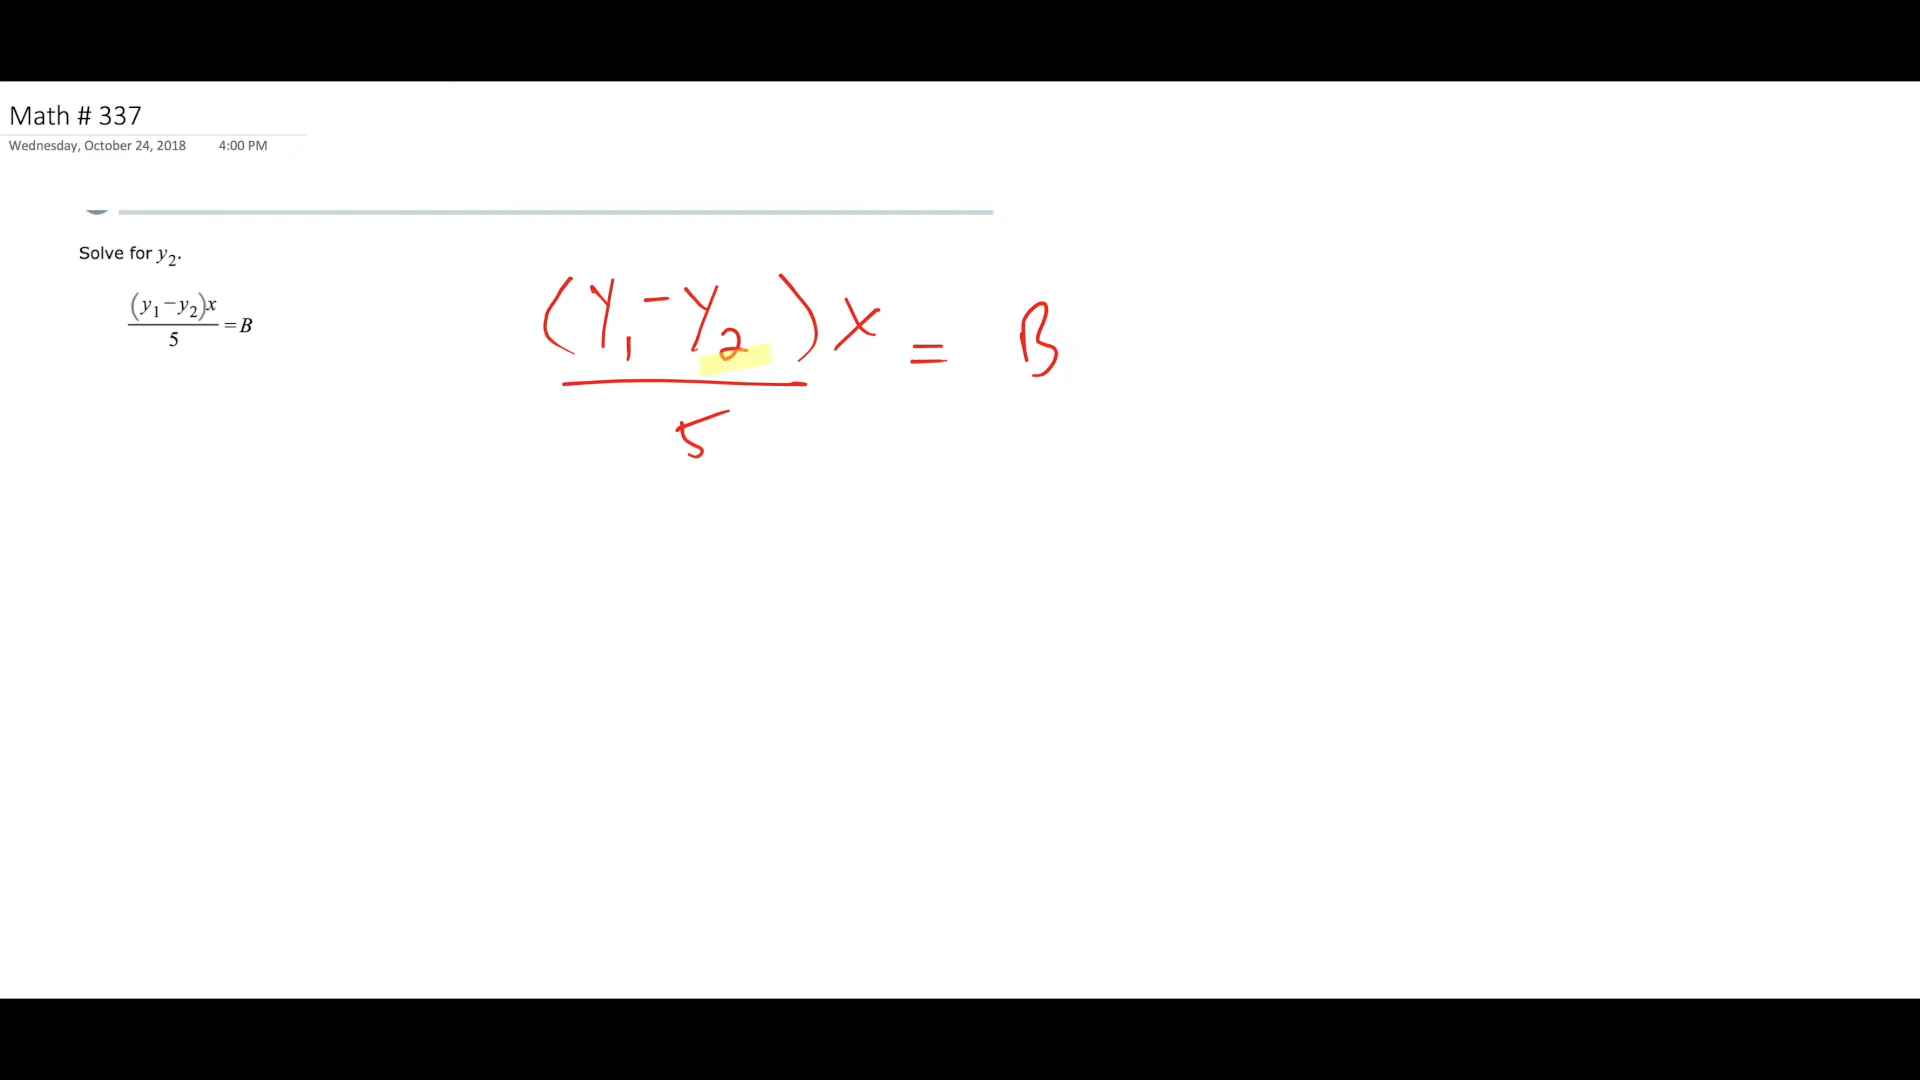 Math # 337
Wednesday, October 24, 2018 4:00 PM
Solve for y₂.
(y₁−y₂)x
5
=B
(y₁-y₂)x = B
5